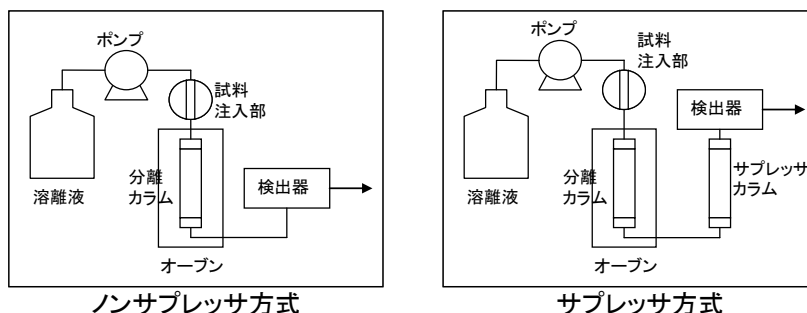 ポンプ
試料
注入部
溶離液
分離
カラム
検出器
オーブン
ノンサプレッサ方式
ポンプ
試料
注入部
検出器
溶離液
分離
カラム
サプレッサ
カラム
オーブン
サプレッサ方式